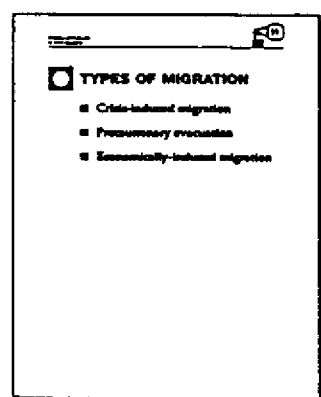 TYPES OF MIGRATION
Crisis-induced migration
Precautionary evacuation
Economically-induced migration